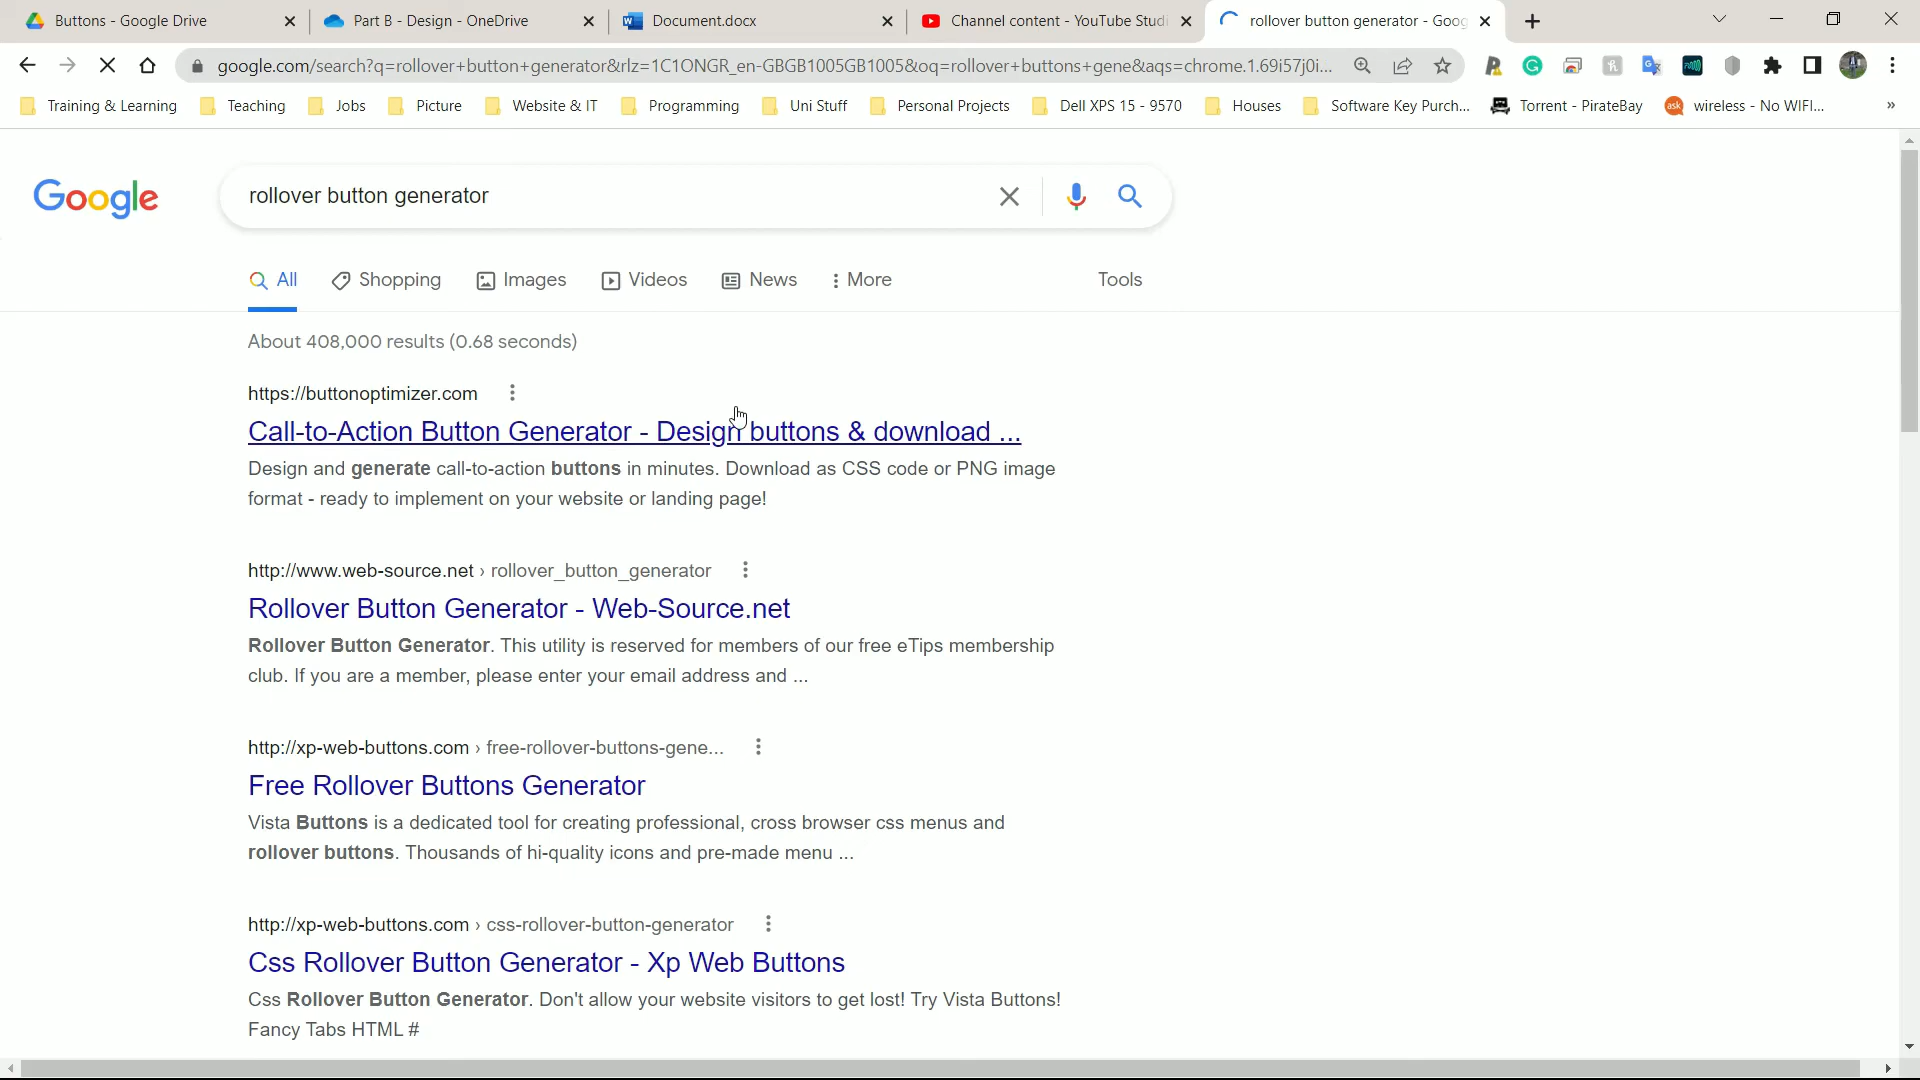 Buttons - Google Drive
Part B - Design - OneDrive
Document.docx
Channel content - YouTube Studi
rollover button generator - Goog
google.com/search?q=rollover+button+generator&rlz=1C1ONGR_en-GBGB1005GB1005&oq=rollover+buttons+gene&aqs=chrome.1.69i57j0i...
Training & Learning
Teaching
Jobs
Picture
Website & IT
Programming
Uni Stuff
Personal Projects
Dell XPS 15 - 9570
Houses
Software Key Purch...
Torrent - PirateBay
ask
wireless - No WIFI...
»
Google
rollover button generator
All
Shopping
Images
Videos
News
More
Tools
About 408,000 results (0.68 seconds)
https://buttonoptimizer.com
Call-to-Action Button Generator - Design buttons & download ...
Design and generate call-to-action buttons in minutes. Download as CSS code or PNG image
format - ready to implement on your website or landing page!
http://www.web-source.net › rollover_button_generator
Rollover Button Generator - Web-Source.net
Rollover Button Generator. This utility is reserved for members of our free eTips membership
club. If you are a member, please enter your email address and ...
http://xp-web-buttons.com › free-rollover-buttons-gene...
Free Rollover Buttons Generator
Vista Buttons is a dedicated tool for creating professional, cross browser css menus and
rollover buttons. Thousands of hi-quality icons and pre-made menu ...
http://xp-web-buttons.com › css-rollover-button-generator
Css Rollover Button Generator - Xp Web Buttons
Css Rollover Button Generator. Don't allow your website visitors to get lost! Try Vista Buttons!
Fancy Tabs HTML #